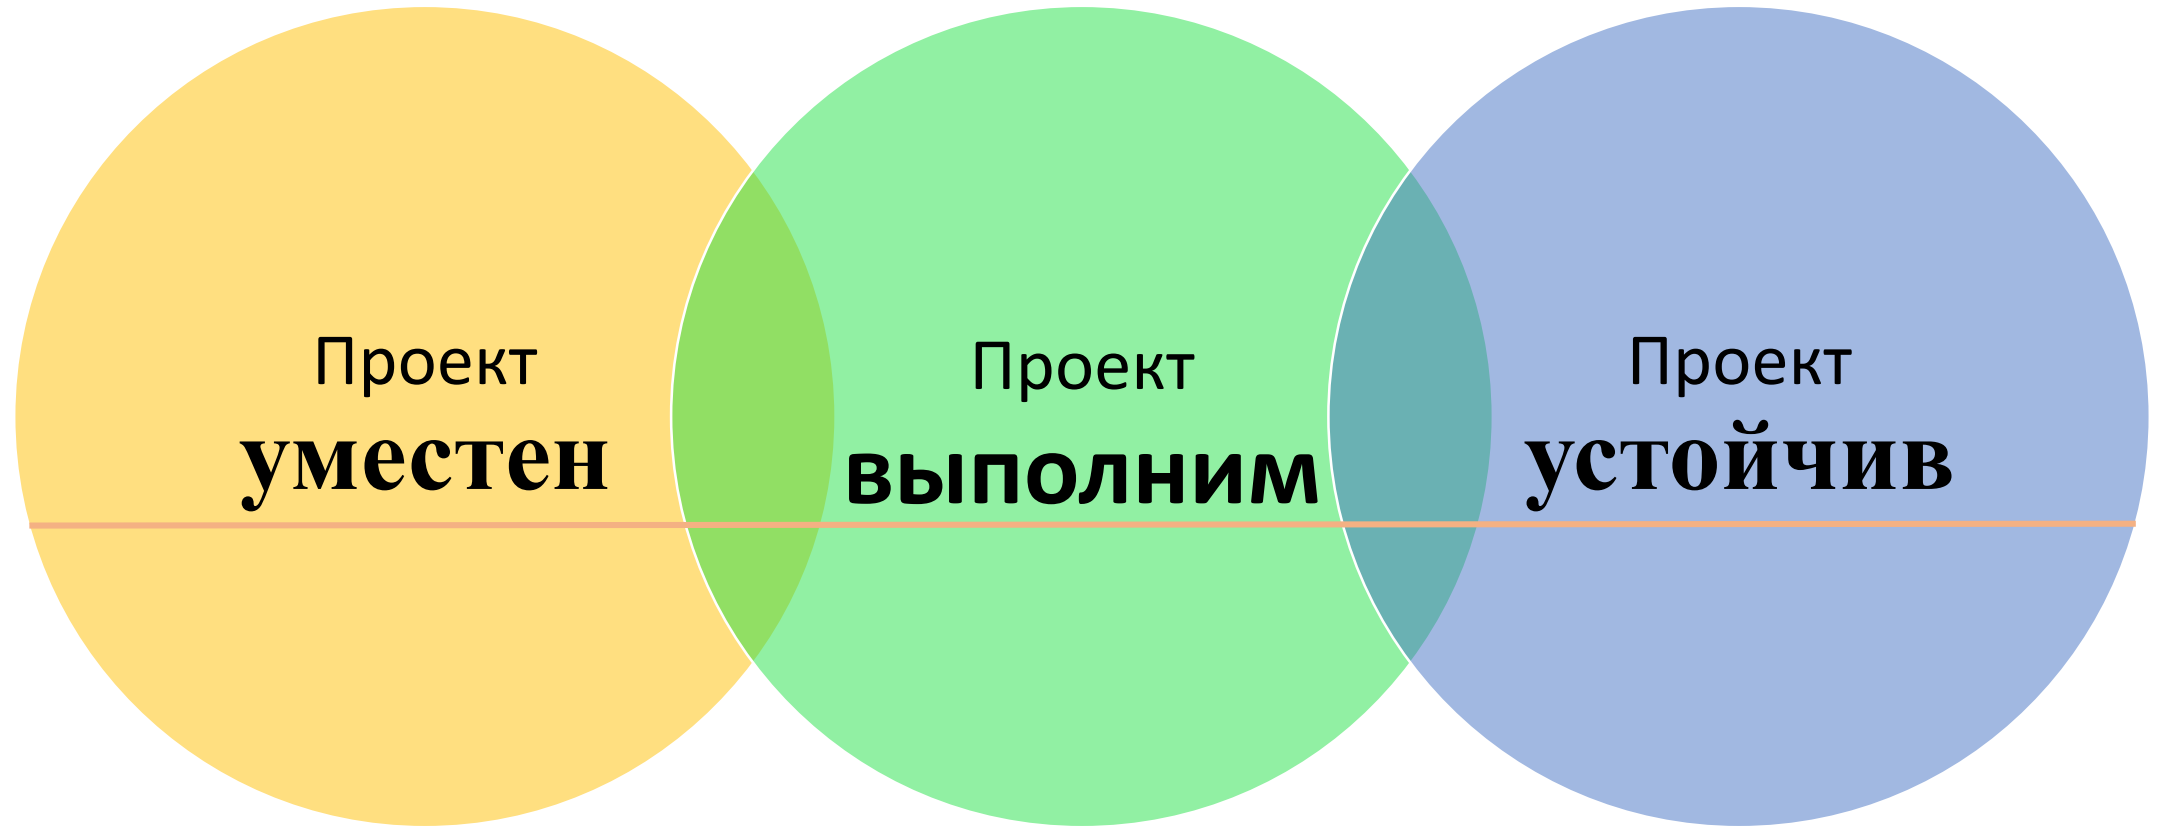 Проект
уместен
Проект
выполним
Проект
устойчив